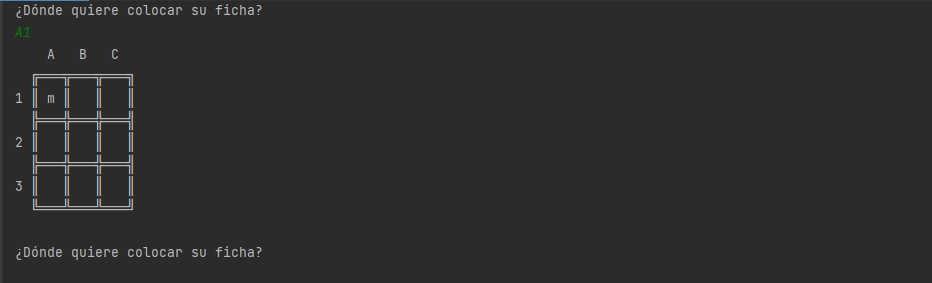 ¿Dónde quiere colocar su ficha?
A1
A B C
1 m
2
3
¿Dónde quiere colocar su ficha?